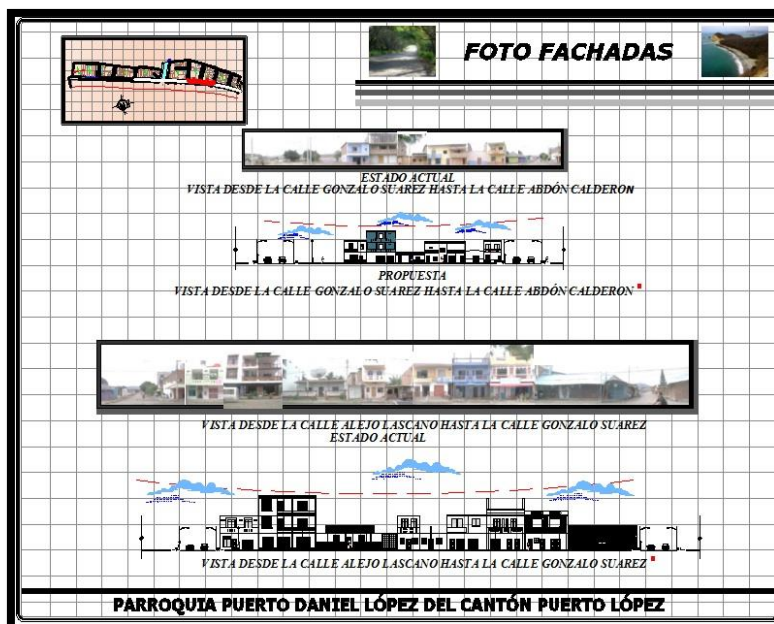 FOTO FACHADAS
ESTADO ACTUAL
VISTA DESDE LA CALLE GONZALO SUAREZ HASTA LA CALLE ABDÓN CALDERON
PROPUESTA
VISTA DESDE LA CALLE GONZALO SUAREZ HASTA LA CALLE ABDÓN CALDERON
VISTA DESDE LA CALLE ALEJO LASCANO HASTA LA CALLE GONZALO SUAREZ
ESTADO ACTUAL
VISTA DESDE LA CALLE ALEJO LASCANO HASTA LA CALLE GONZALO SUAREZ
PARROQUIA PUERTO DANIEL LÓPEZ DEL CANTÓN PUERTO LÓPEZ